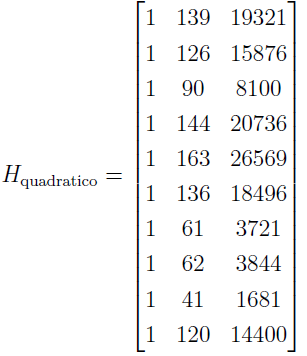 1 139 19321
1 126 15876
1 90 8100
1 144 20736
H_quadratico = 1 163 26569
1 136 18496
1 61 3721
1 62 3844
1 41 1681
1 120 14400